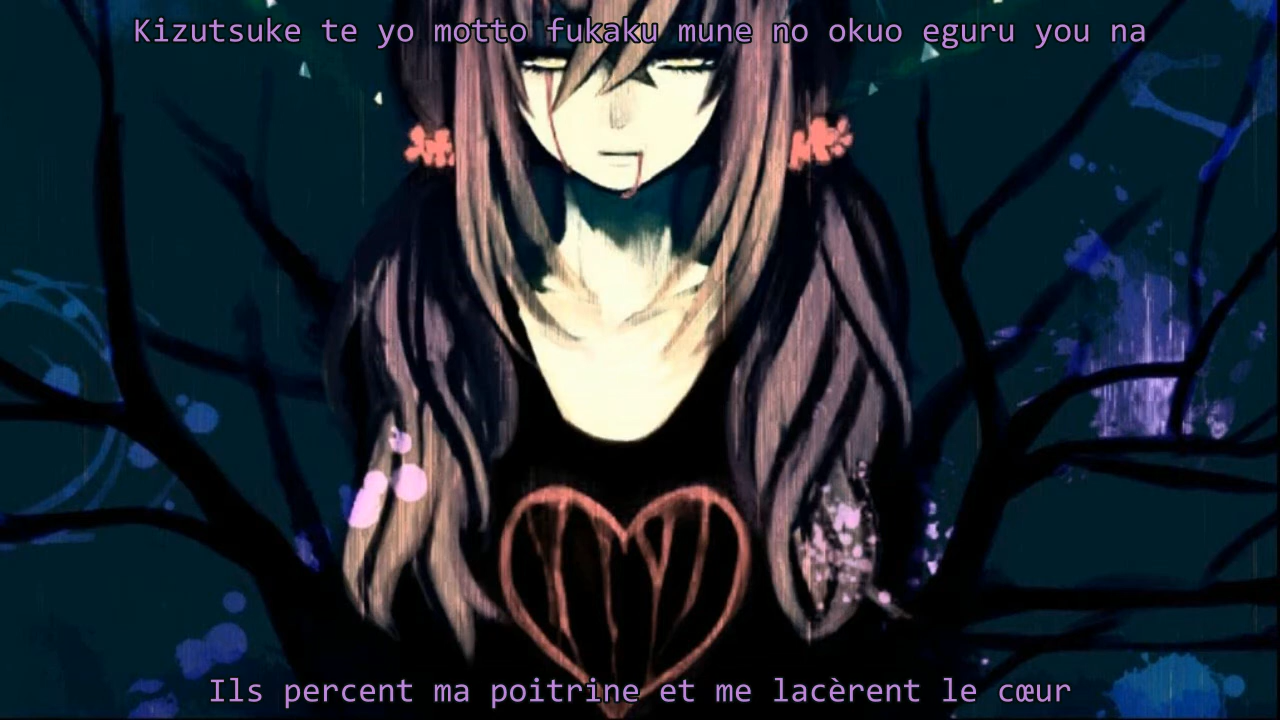 Kizutsuke te yo motto fukaku mune no okuo eguru you na
Ils percent ma poitrine et me lacèrent le cœur